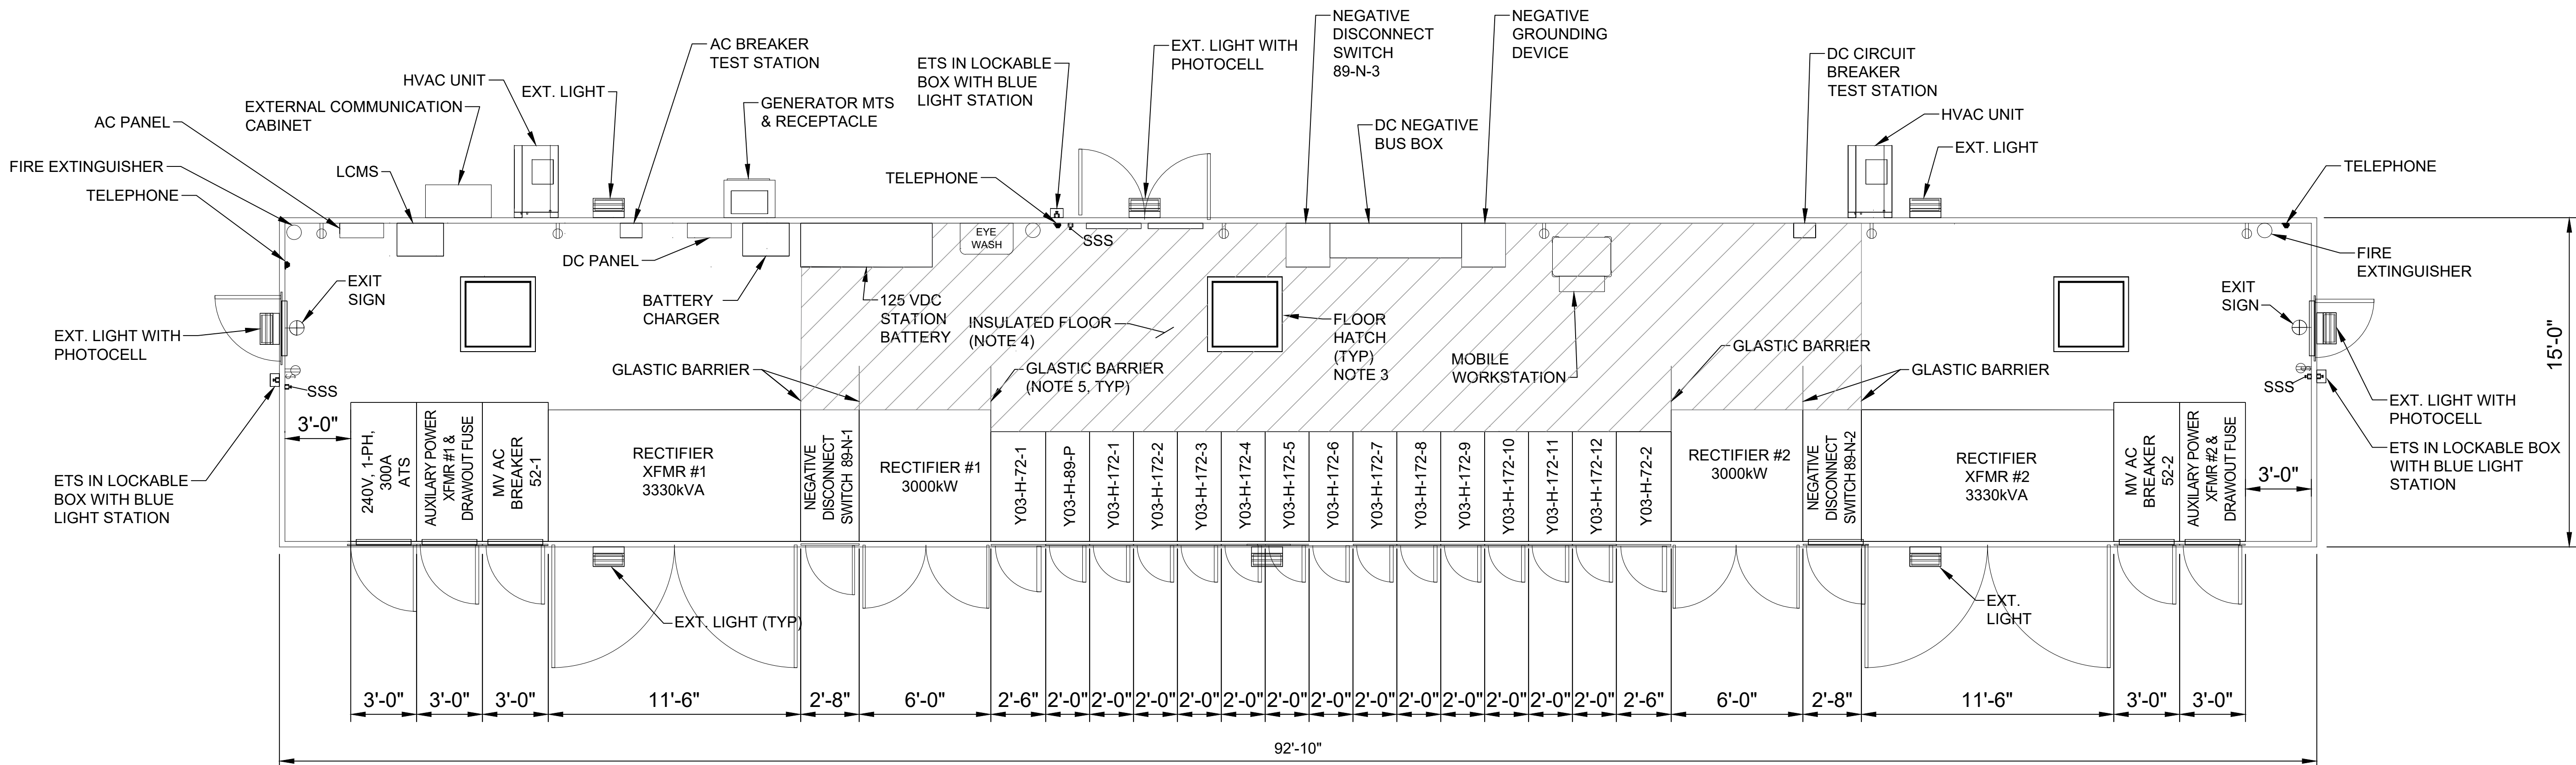 NEGATIVE
DISCONNECT
SWITCH
89-N-3
NEGATIVE
GROUNDING
DEVICE
AC BREAKER
TEST STATION
EXT. LIGHT WITH
PHOTOCELL
ETS IN LOCKABLE
BOX WITH BLUE
LIGHT STATION
DC CIRCUIT
BREAKER
TEST STATION
HVAC UNIT
EXT. LIGHT
GENERATOR MTS
& RECEPTACLE
EXTERNAL COMMUNICATION
CABINET
AC PANEL
DC NEGATIVE
BUS BOX
HVAC UNIT
EXT. LIGHT
FIRE EXTINGUISHER
LCMS
TELEPHONE
TELEPHONE
TELEPHONE
EYE
WASH
SSS
DC PANEL
FIRE
EXTINGUISHER
EXIT
SIGN
BATTERY
CHARGER
125 VDC
STATION
BATTERY
INSULATED FLOOR
(NOTE 4)
FLOOR
HATCH
(TYP)
NOTE 3
EXIT
SIGN
EXT. LIGHT WITH
PHOTOCELL
GLASTIC BARRIER
GLASTIC BARRIER
(NOTE 5, TYP)
MOBILE
WORKSTATION
GLASTIC BARRIER
GLASTIC BARRIER
15'-0"
SSS
SSS
EXT. LIGHT WITH
PHOTOCELL
3'-0"
ETS IN LOCKABLE
BOX WITH BLUE
LIGHT STATION
240V, 1-PH,
300A
ATS
AUXILARY POWER
XFMR #1 &
DRAWOUT FUSE
MV AC
BREAKER
52-1
RECTIFIER
XFMR #1
3330kVA
NEGATIVE
DISCONNECT
SWITCH 89-N-1
RECTIFIER #1
3000kW
Y03-H-72-1
Y03-H-89-P
Y03-H-172-1
Y03-H-172-2
Y03-H-172-3
Y03-H-172-4
Y03-H-172-5
Y03-H-172-6
Y03-H-172-7
Y03-H-172-8
Y03-H-172-9
Y03-H-172-10
Y03-H-172-11
Y03-H-172-12
Y03-H-72-2
RECTIFIER #2
3000kW
NEGATIVE
DISCONNECT
SWITCH 89-N-2
RECTIFIER
XFMR #2
3330kVA
MV AC
BREAKER
52-2
AUXILARY POWER
XFMR #2 &
DRAWOUT FUSE
3'-0"
ETS IN LOCKABLE BOX
WITH BLUE LIGHT
STATION
EXT. LIGHT (TYP)
EXT.
LIGHT
3'-0"
3'-0"
3'-0"
11'-6"
2'-8"
6'-0"
2'-6"
2'-0"
2'-0"
2'-0"
2'-0"
2'-0"
2'-0"
2'-0"
2'-0"
2'-0"
2'-0"
2'-0"
2'-0"
2'-0"
2'-6"
6'-0"
2'-8"
11'-6"
3'-0"
3'-0"
92'-10"